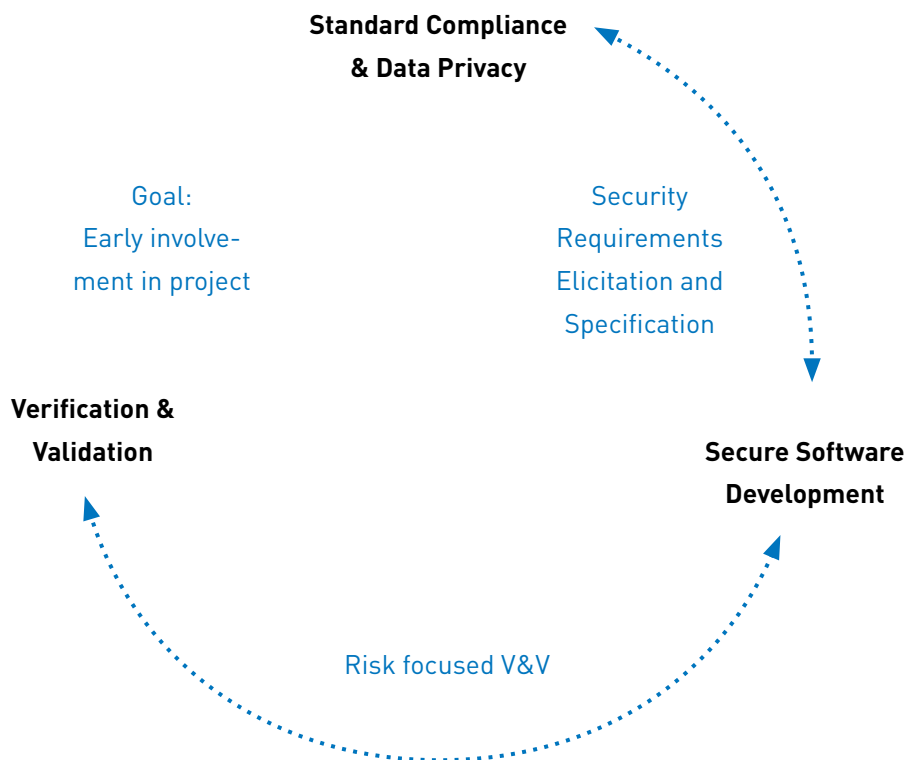 Standard Compliance
& Data Privacy
Goal:
Early involve-
ment in project
Security
Requirements
Elicitation and
Specification
Verification &
Validation
Secure Software
Development
Risk focused V&V